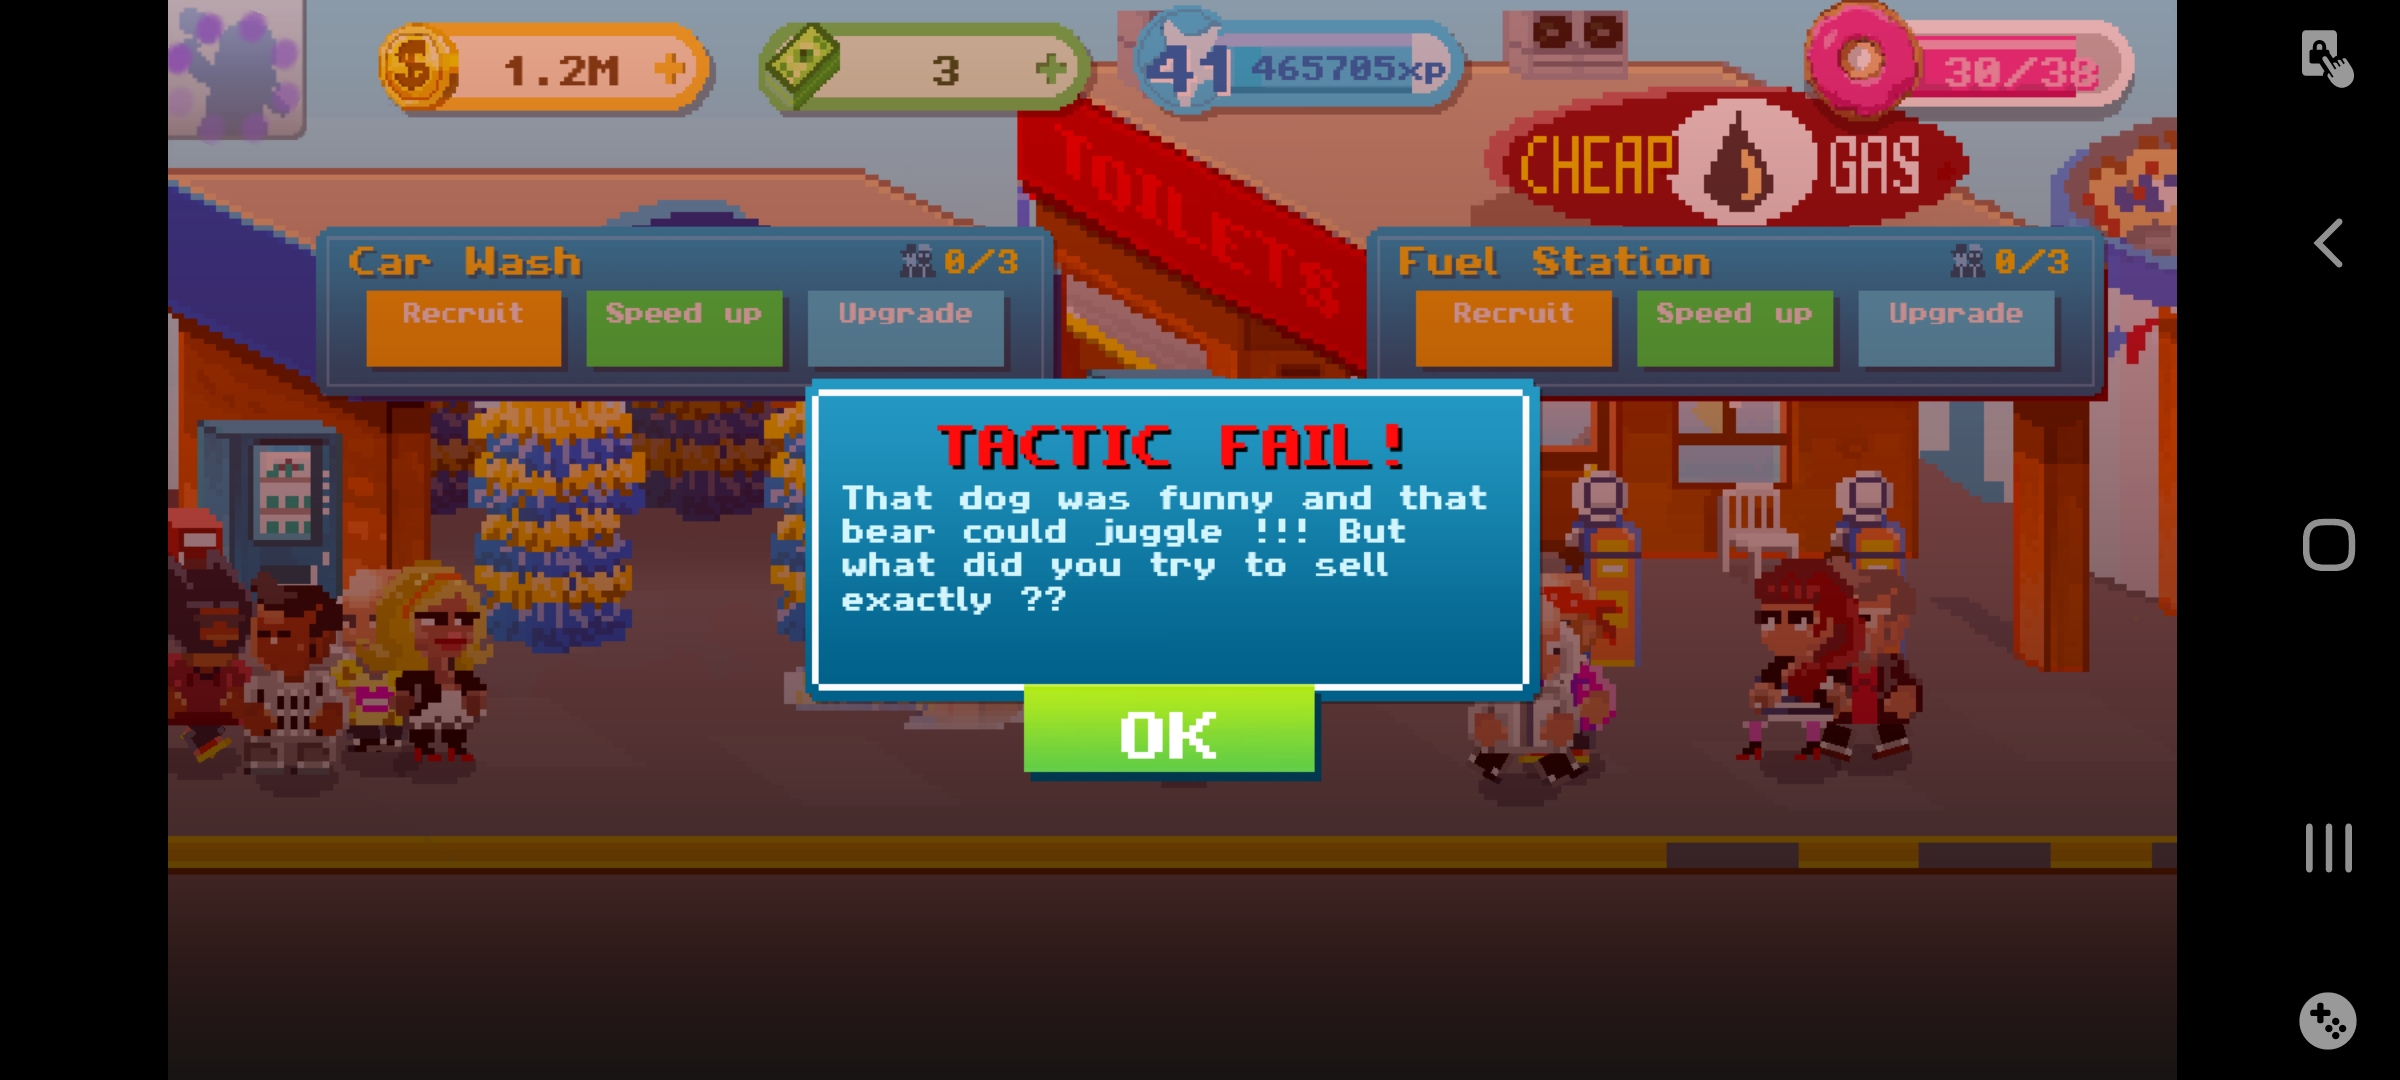 1.2M
3
41
465705xp
30/38
TOILETS
CHEAP GAS
Car Wash 0/3
Recruit Speed up Upgrade
Fuel Station 0/3
Recruit Speed up Upgrade
TACTIC FAIL!
That dog was funny and that
bear could juggle !!! But
what did you try to sell
exactly ??
OK